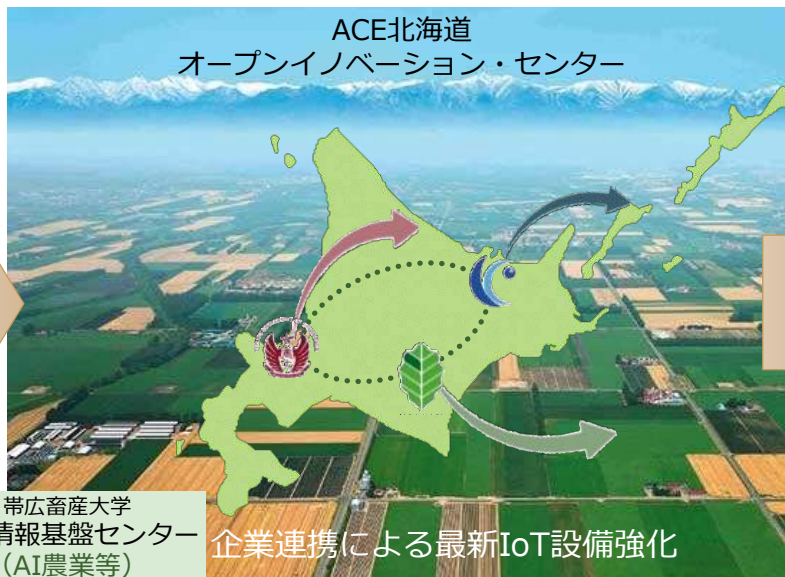 ACE北海道
オープンイノベーション・センター
帯広畜産大学
情報基盤センター
（AI農業等）
企業連携による最新IoT設備強化